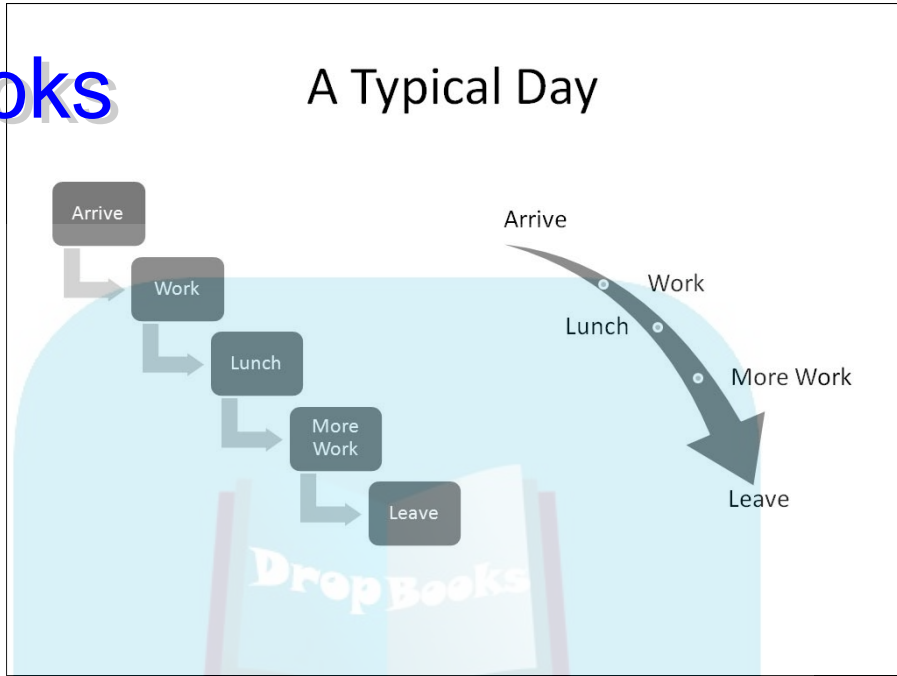 oks
A Typical Day
Arrive
Work
Lunch
More
Work
Leave
Arrive
Work
Lunch
More Work
Leave
DropBooks